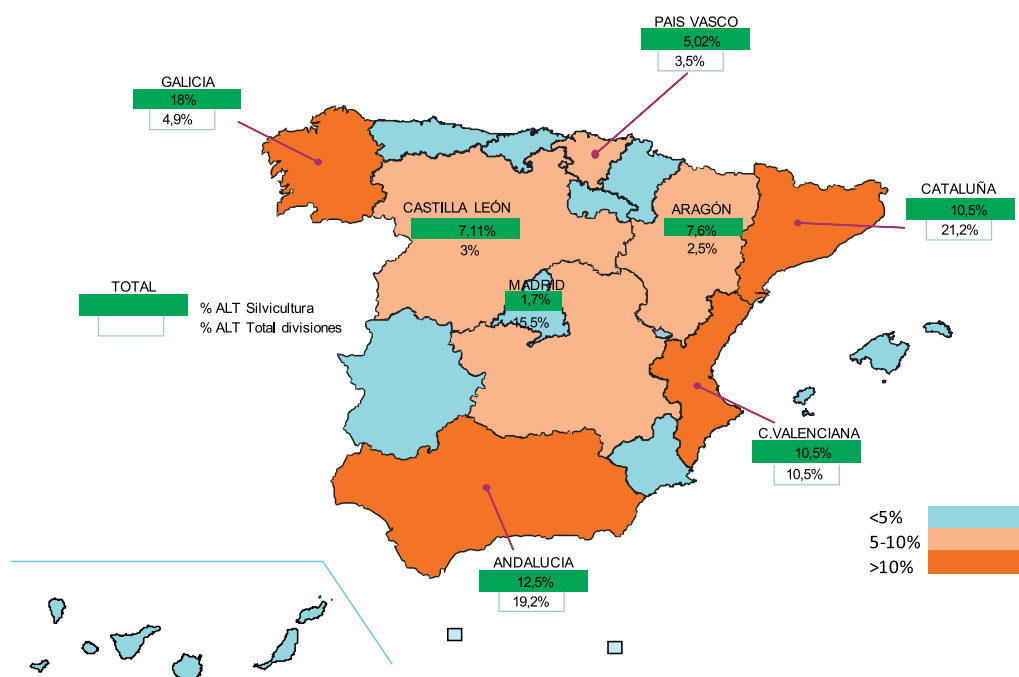 PAIS VASCO
5,02%
3,5%
GALICIA
18%
4,9%
CATALUÑA
10,5%
21,2%
CASTILLA LEÓN
7,11%
3%
ARAGÓN
7,6%
2,5%
MADRID
1,7%
15,5%
TOTAL
% ALT Silvicultura
% ALT Total divisiones
C.VALENCIANA
10,5%
10,5%
<5%
5-10%
>10%
ANDALUCIA
12,5%
19,2%